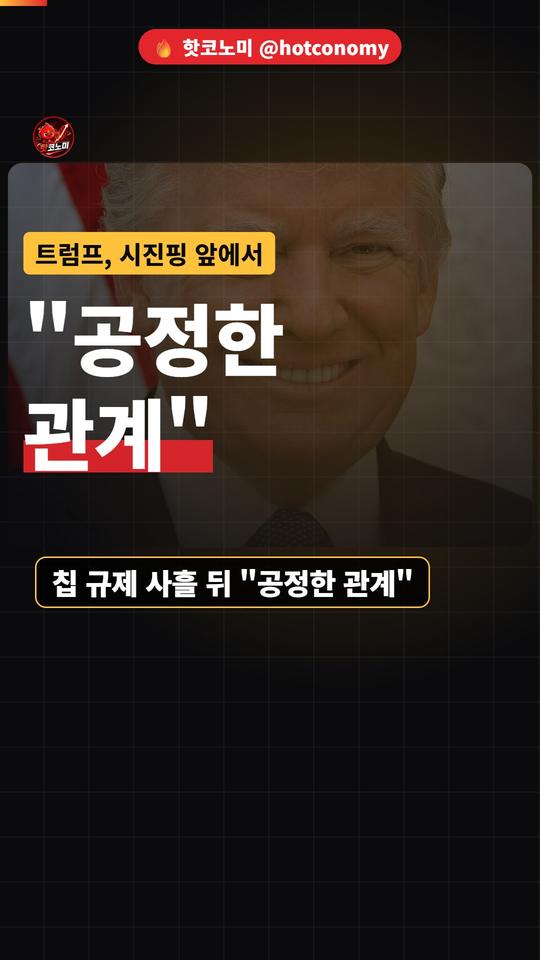 🔥 핫코노미 @hotconomy
핫코노미
트럼프, 시진핑 앞에서
"공정한
관계"
칩 규제 사흘 뒤 "공정한 관계"